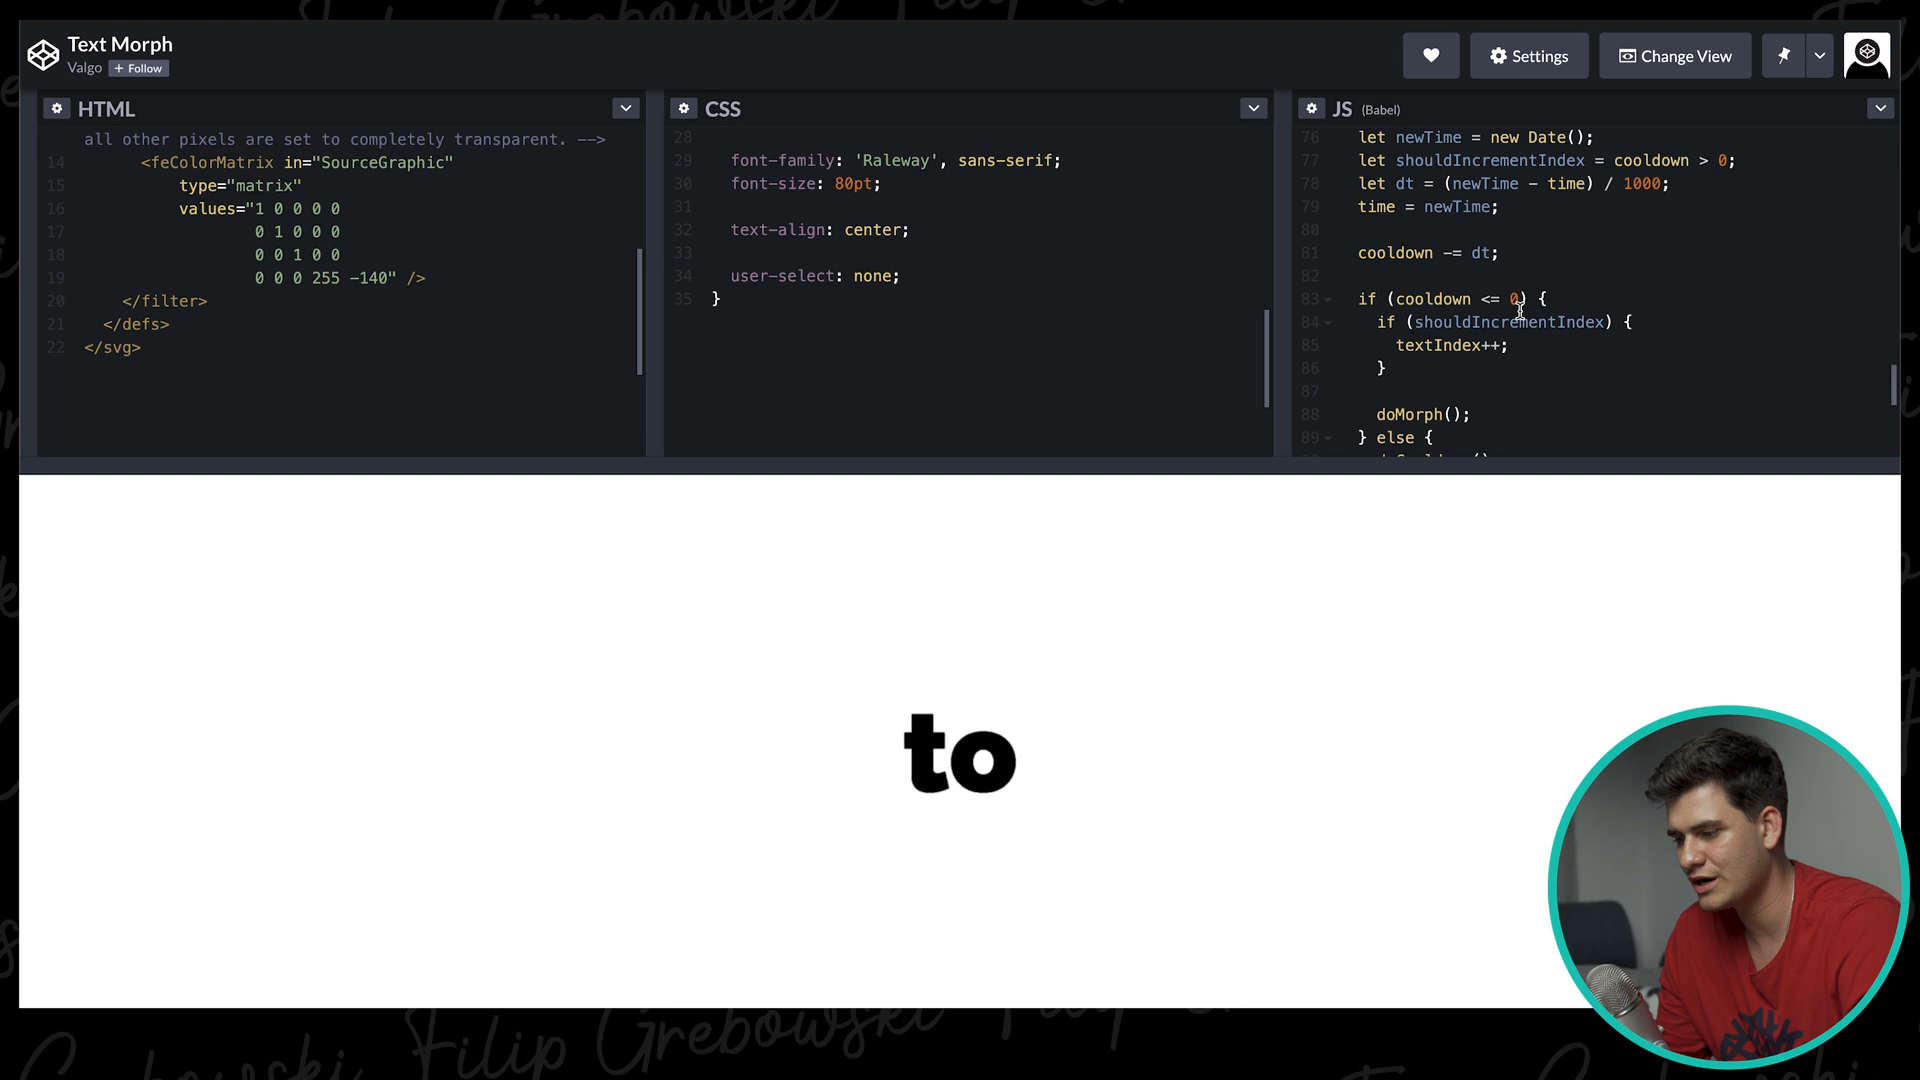 Text Morph
Valgo + Follow
Settings
Change View
HTML
all other pixels are set to completely transparent. -->
14 <feColorMatrix in="SourceGraphic"
15 type="matrix"
16 values="1 0 0 0 0
17 0 1 0 0 0
18 0 0 1 0 0
19 0 0 0 255 -140" />
20 </filter>
21 </defs>
22 </svg>
CSS
28
29 font-family: 'Raleway', sans-serif;
30 font-size: 80pt;
31
32 text-align: center;
33
34 user-select: none;
35 }
JS (Babel)
76 let newTime = new Date();
77 let shouldIncrementIndex = cooldown > 0;
78 let dt = (newTime - time) / 1000;
79 time = newTime;
80
81 cooldown -= dt;
82
83 if (cooldown <= 0) {
84 if (shouldIncrementIndex) {
85 textIndex++;
86 }
87
88 doMorph();
89 } else {
to
Filip Grebowski